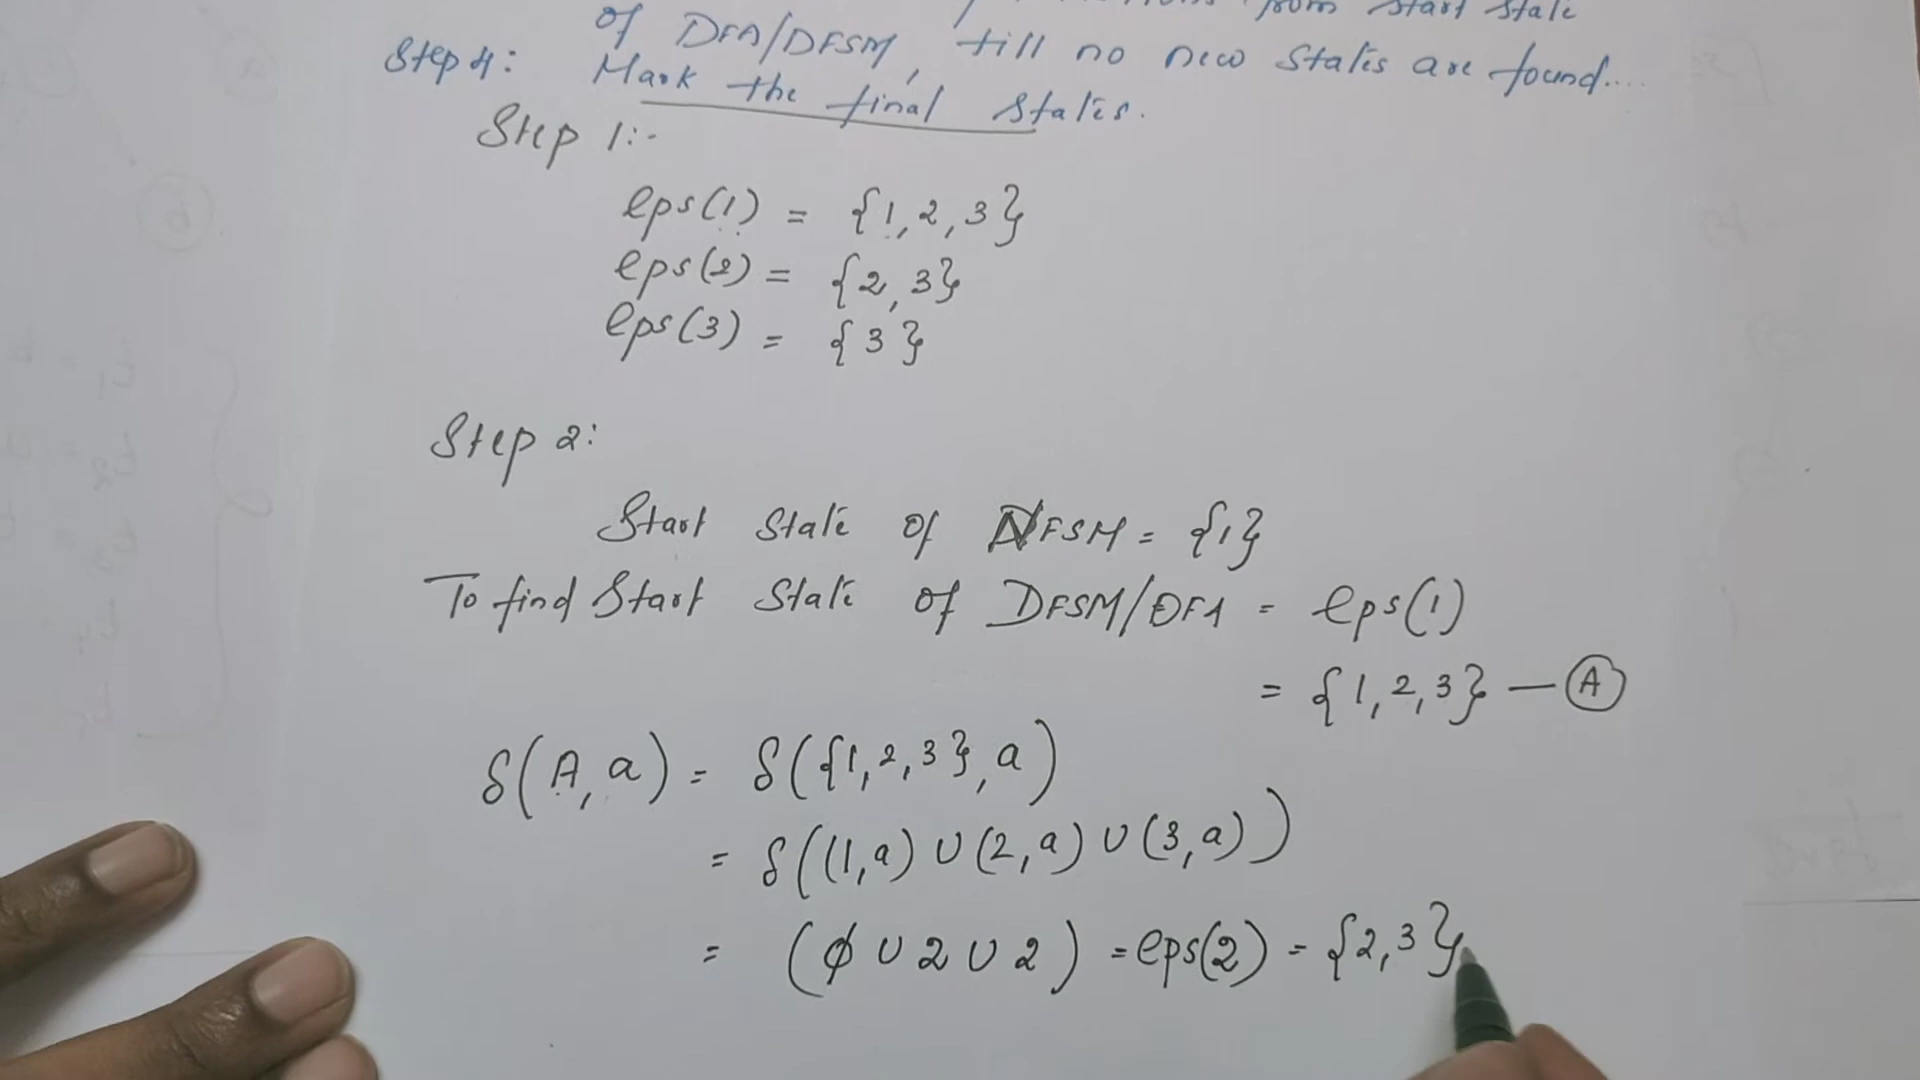 from start state
of DFA/DFSM, till no new states are found....
Step 4: Mark the final states.
Step 1:-
eps(1) = {1,2,3}
eps(2) = {2,3}
eps(3) = {3}
Step 2:
Start state of NFSM = {1}
To find Start State of DFSM/DFA = eps(1)
= {1,2,3} — A
δ(A,a) = δ({1,2,3},a)
= δ((1,a) ∪ (2,a) ∪ (3,a))
= (ϕ ∪ 2 ∪ 2) = eps(2) = {2,3}